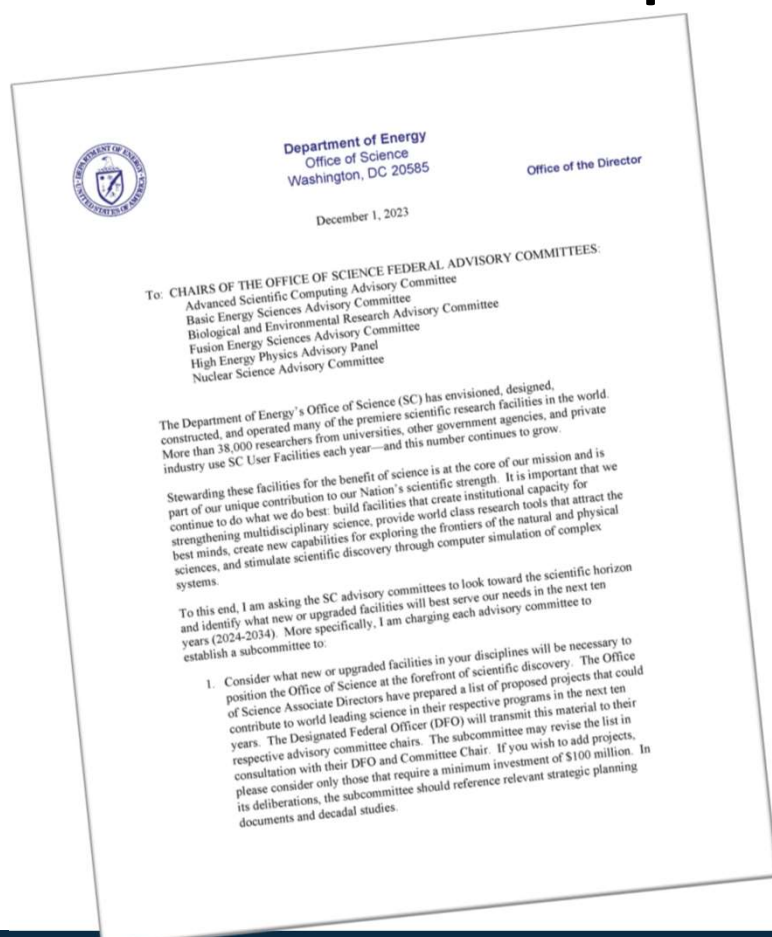 Department of Energy
Office of Science
Washington, DC 20585
Office of the Director
DEPARTMENT OF ENERGY
UNITED STATES OF AMERICA
December 1, 2023
To: CHAIRS OF THE OFFICE OF SCIENCE FEDERAL ADVISORY COMMITTEES:
Advanced Scientific Computing Advisory Committee
Basic Energy Sciences Advisory Committee
Biological and Environmental Research Advisory Committee
Fusion Energy Sciences Advisory Committee
High Energy Physics Advisory Panel
Nuclear Science Advisory Committee
The Department of Energy's Office of Science (SC) has envisioned, designed,
constructed, and operated many of the premiere scientific research facilities in the world.
More than 38,000 researchers from universities, other government agencies, and private
industry use SC User Facilities each year—and this number continues to grow.
Stewarding these facilities for the benefit of science is at the core of our mission and is
part of our unique contribution to our Nation's scientific strength. It is important that we
continue to do what we do best: build facilities that create institutional capacity for
strengthening multidisciplinary science, provide world class research tools that attract the
best minds, create new capabilities for exploring the frontiers of the natural and physical
sciences, and stimulate scientific discovery through computer simulation of complex
systems.
To this end, I am asking the SC advisory committees to look toward the scientific horizon
and identify what new or upgraded facilities will best serve our needs in the next ten
years (2024-2034). More specifically, I am charging each advisory committee to
establish a subcommittee to:
1. Consider what new or upgraded facilities in your disciplines will be necessary to
position the Office of Science at the forefront of scientific discovery. The Office
of Science Associate Directors have prepared a list of proposed projects that could
contribute to world leading science in their respective programs in the next ten
years. The Designated Federal Officer (DFO) will transmit this material to their
respective advisory committee chairs. The subcommittee may revise the list in
consultation with their DFO and Committee Chair. If you wish to add projects,
please consider only those that require a minimum investment of $100 million. In
its deliberations, the subcommittee should reference relevant strategic planning
documents and decadal studies.